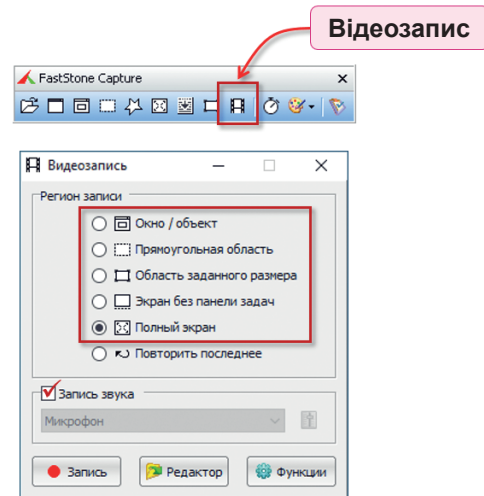 Відеозапис
FastStone Capture
Видеозапись
Регион записи
Окно / объект
Прямоугольная область
Область заданного размера
Экран без панели задач
Полный экран
Повторить последнее
Запись звука
Микрофон
Запись
Редактор
Функции